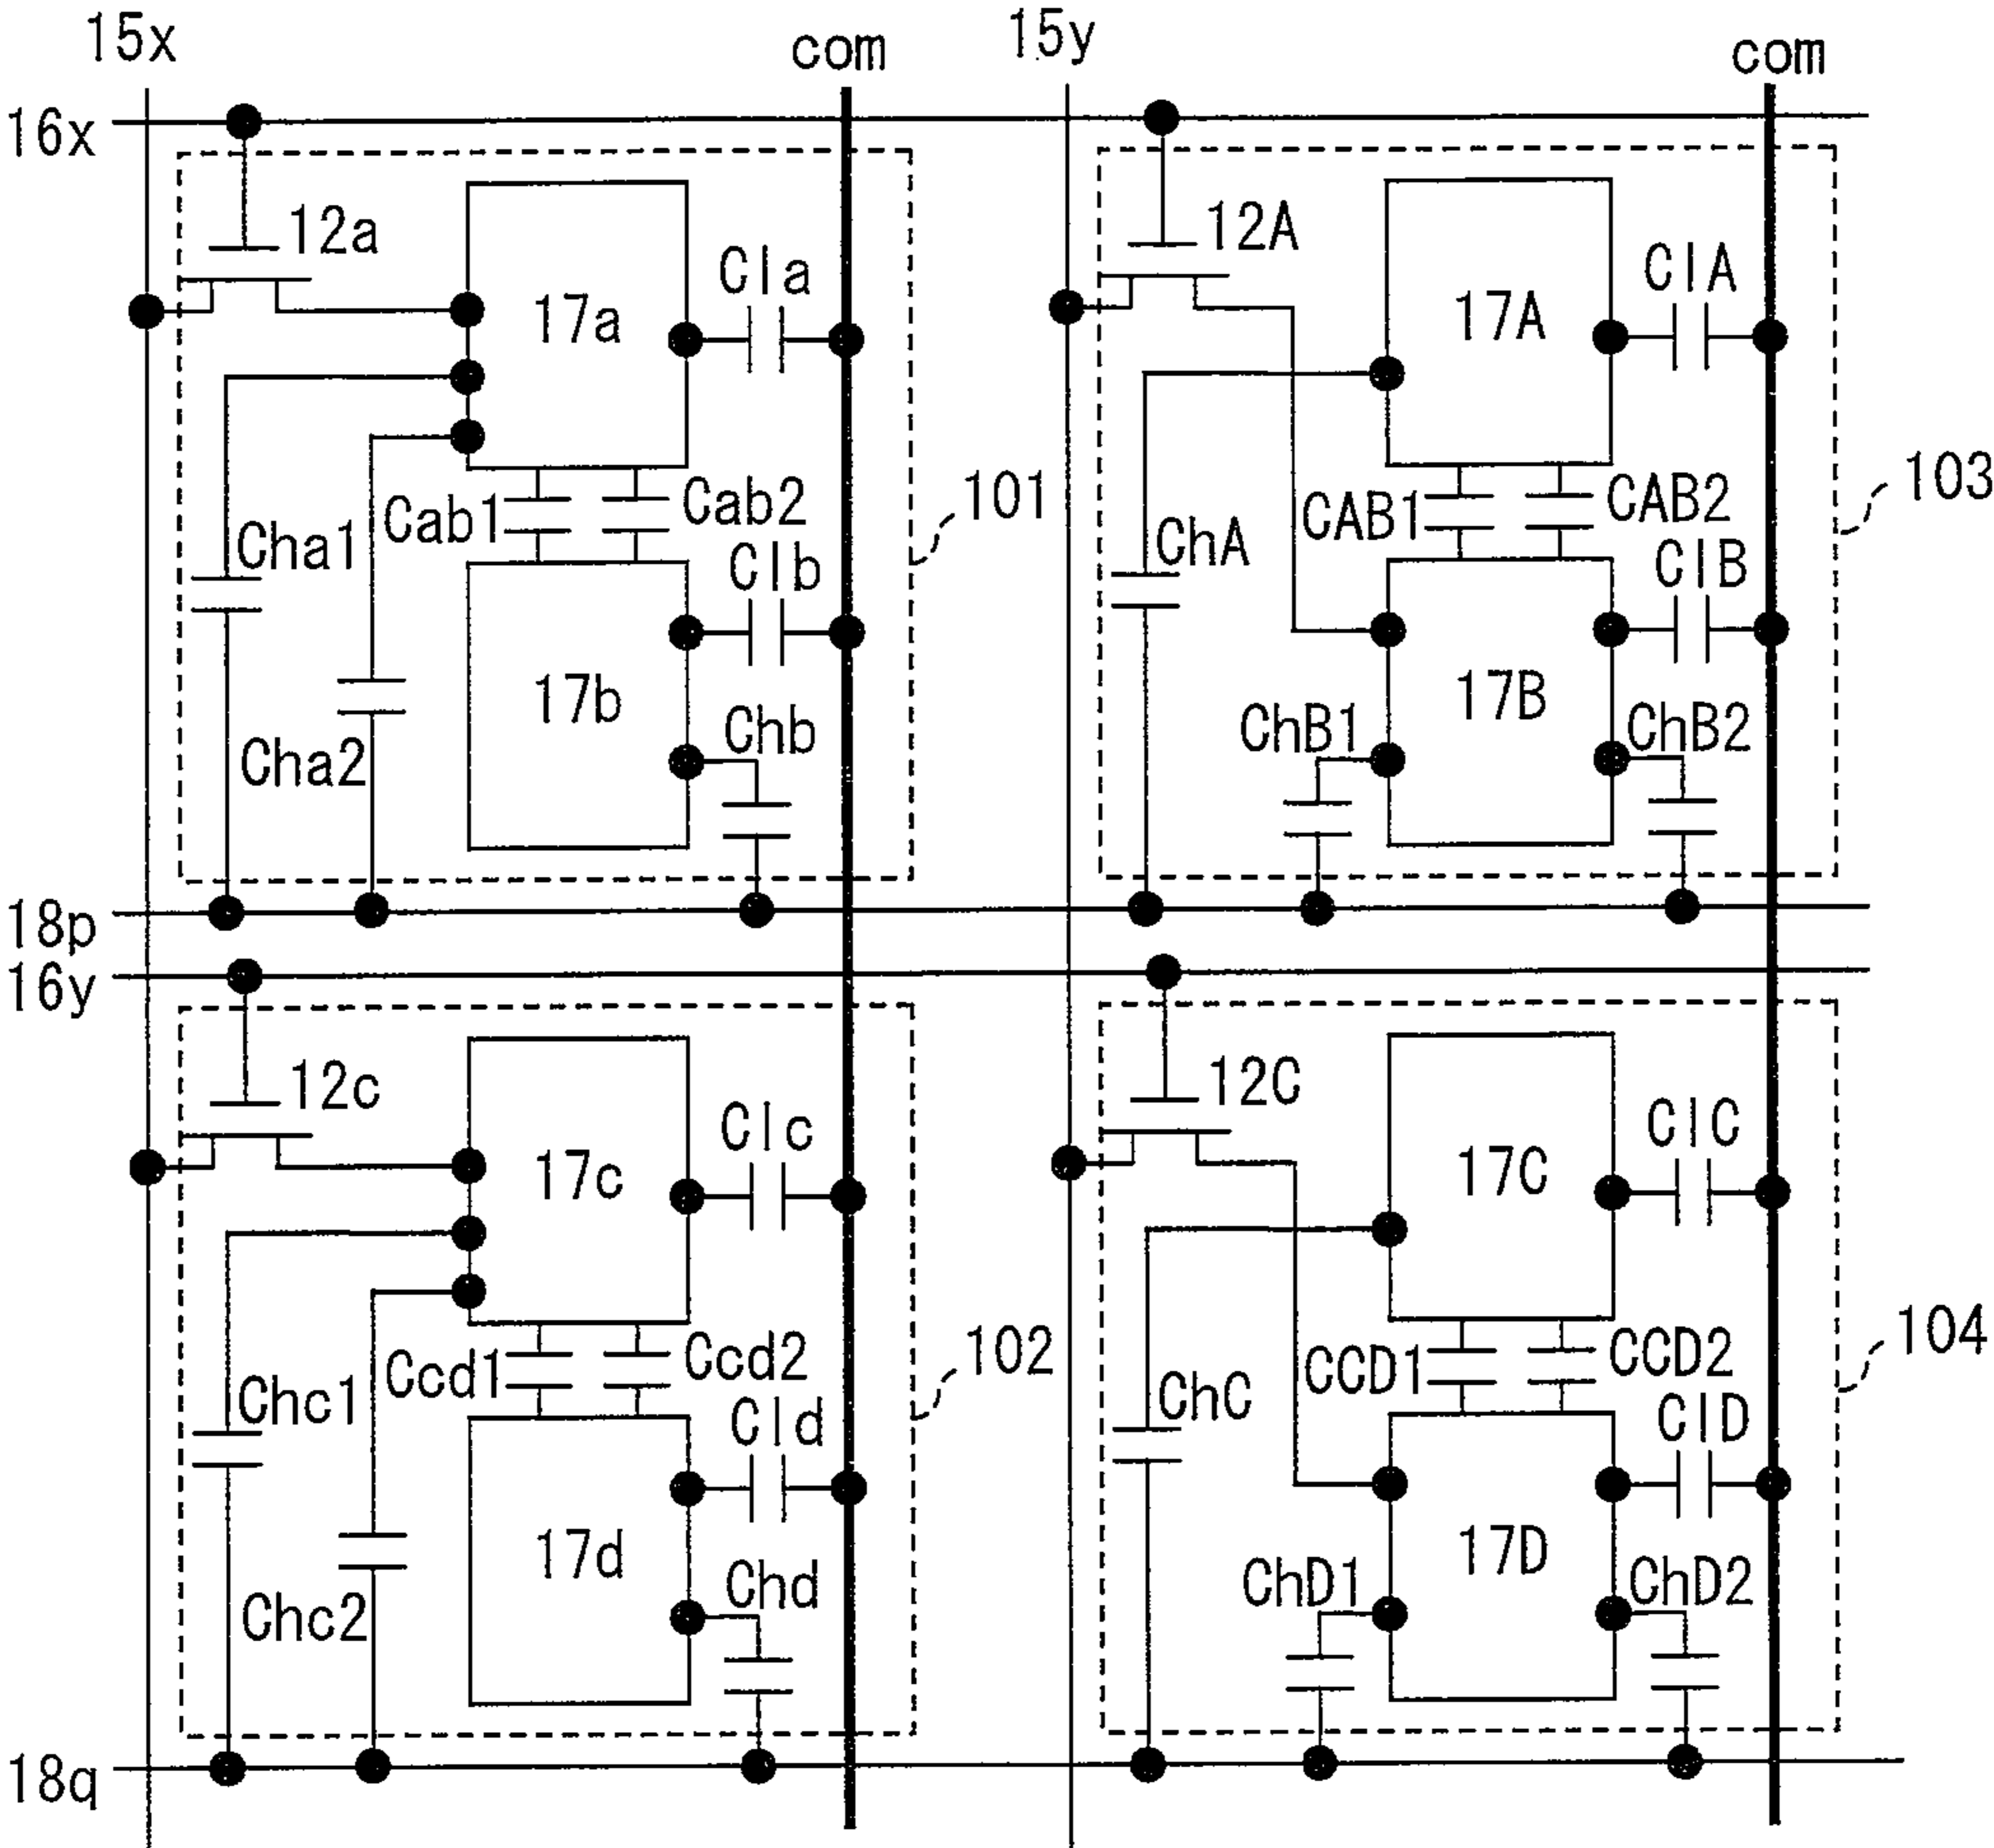 15x
com
15y
com
16x
12a
Cla
17a
12A
ClA
17A
101
103
Cab1
Cab2
Cha1
Clb
CAB1
CAB2
ChA
ClB
17b
Chb
Cha2
17B
ChB1
ChB2
18p
16y
12c
Clc
17c
12C
ClC
17C
102
104
Ccd1
Ccd2
Chc1
Cld
CCD1
CCD2
ChC
ClD
17d
Chd
Chc2
17D
ChD1
ChD2
18q